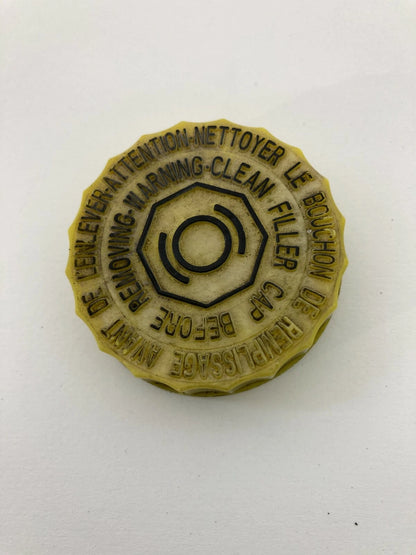 ATTENTION-NETTOYER LE BOUCHON DE REMPLISSAGE AVANT DE L'ENLEVER-
WARNING-CLEAN FILLER CAP BEFORE REMOVING-